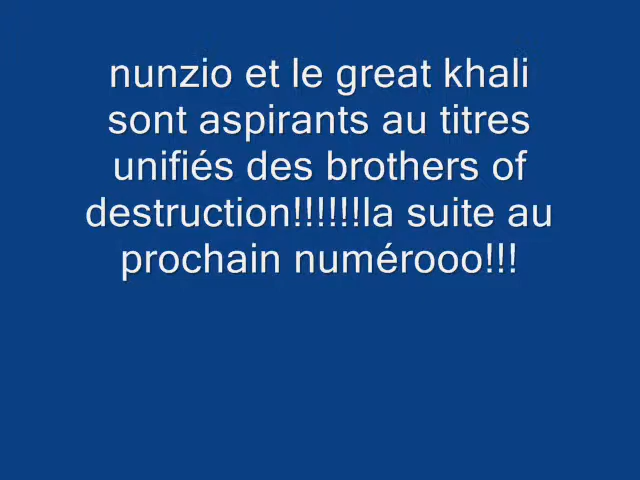 nunzio et le great khali
sont aspirants au titres
unifiés des brothers of
destruction!!!!!!la suite au
prochain numérooo!!!